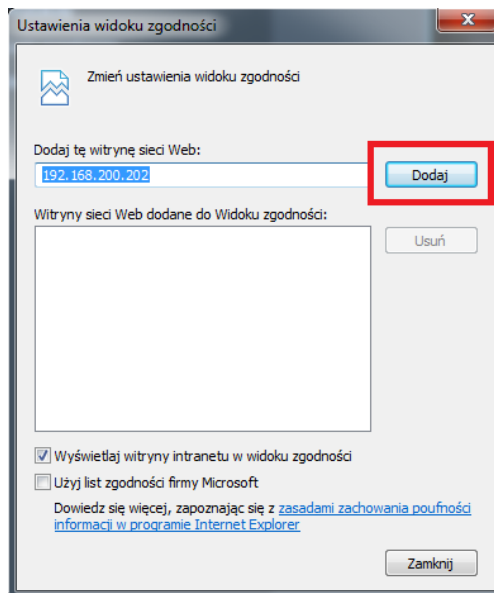 Ustawienia widoku zgodności
x
Zmień ustawienia widoku zgodności
Dodaj tę witrynę sieci Web:
192.168.200.202
Dodaj
Witryny sieci Web dodane do Widoku zgodności:
Usuń
Wyświetlaj witryny intranetu w widoku zgodności
Użyj list zgodności firmy Microsoft
Dowiedz się więcej, zapoznając się z zasadami zachowania poufności
informacji w programie Internet Explorer
Zamknij